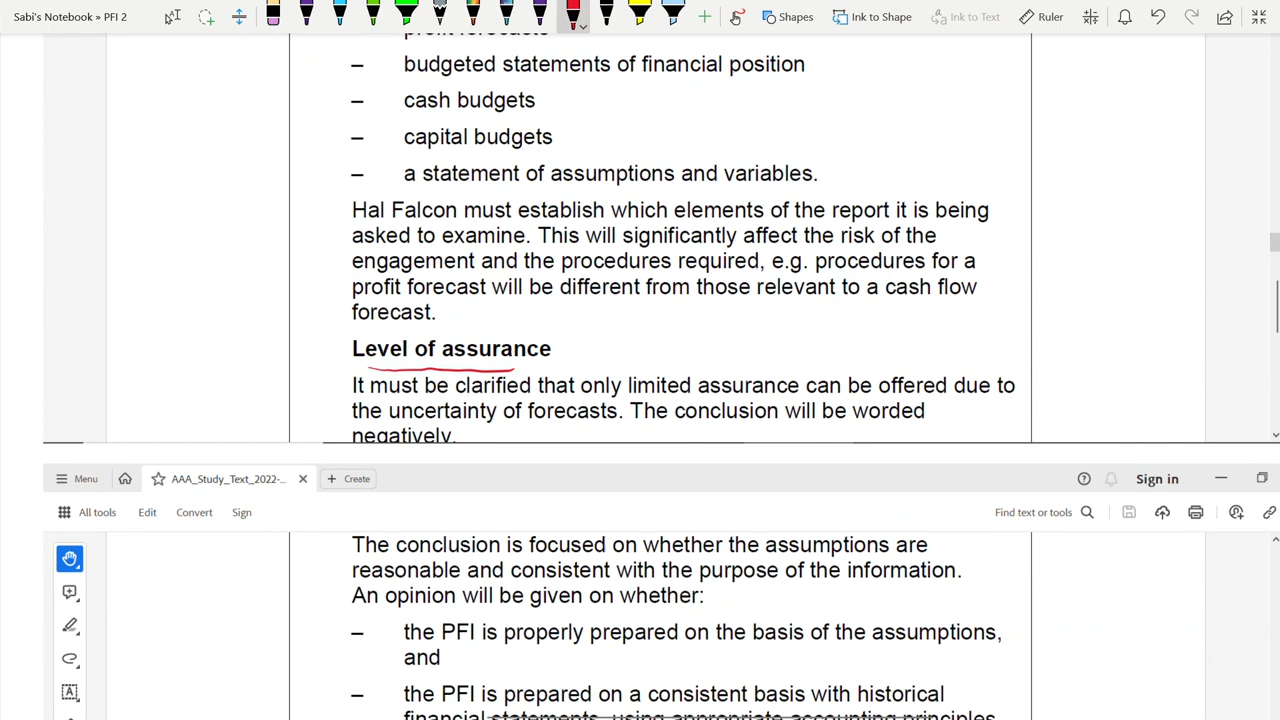 Sabi's Notebook » PFI 2
Shapes
Ink to Shape
Ink to Text
Ruler
profit forecasts
– budgeted statements of financial position
– cash budgets
– capital budgets
– a statement of assumptions and variables.
Hal Falcon must establish which elements of the report it is being
asked to examine. This will significantly affect the risk of the
engagement and the procedures required, e.g. procedures for a
profit forecast will be different from those relevant to a cash flow
forecast.
Level of assurance
It must be clarified that only limited assurance can be offered due to
the uncertainty of forecasts. The conclusion will be worded
negatively.
Menu
AAA_Study_Text_2022-...
Create
Sign in
All tools
Edit
Convert
Sign
Find text or tools
The conclusion is focused on whether the assumptions are
reasonable and consistent with the purpose of the information.
An opinion will be given on whether:
– the PFI is properly prepared on the basis of the assumptions,
and
– the PFI is prepared on a consistent basis with historical
financial statements, using appropriate accounting principles